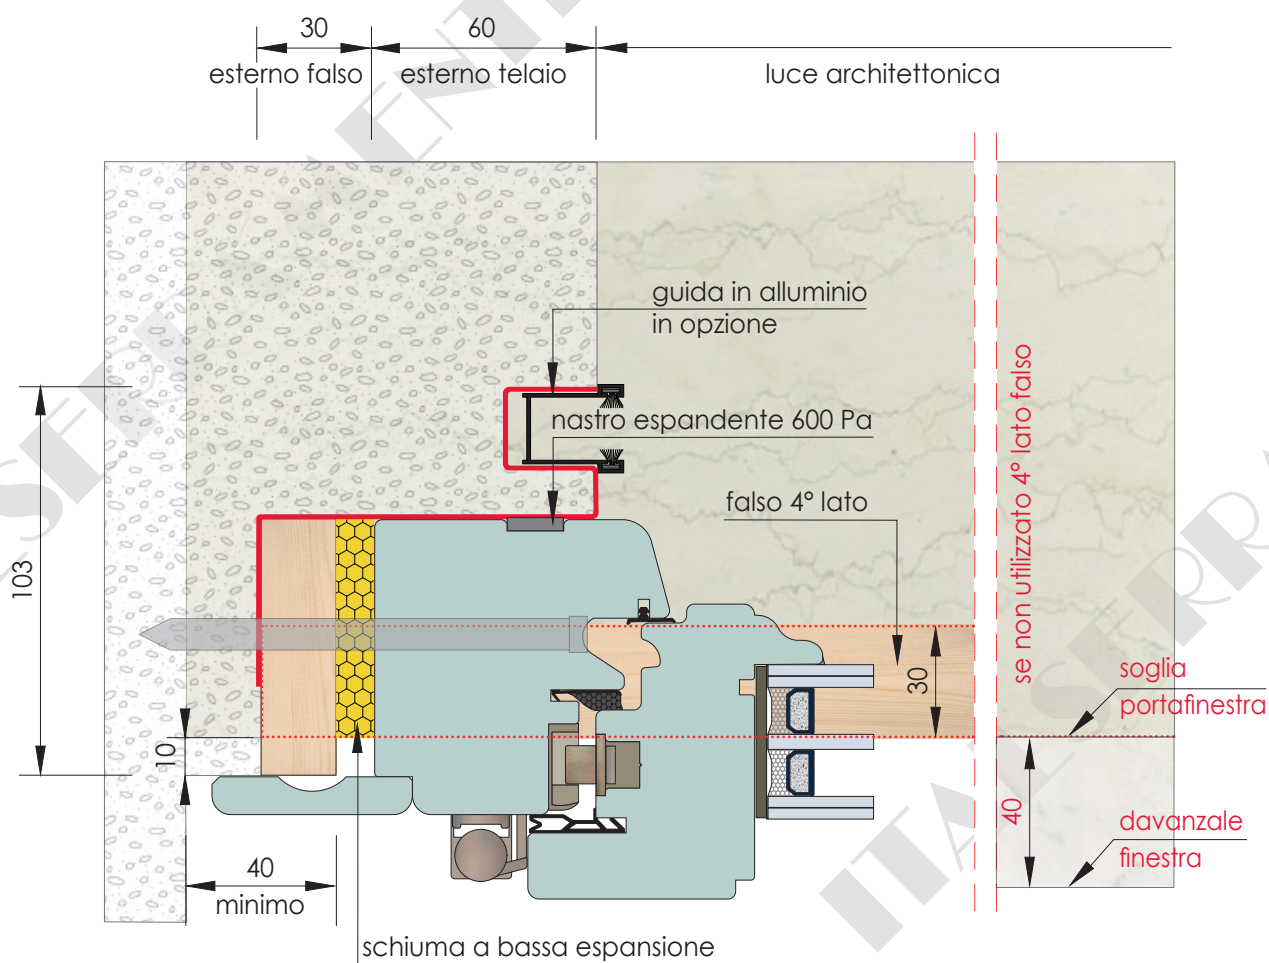 30
60
esterno falso
esterno telaio
luce architettonica
guida in alluminio
in opzione
nastro espandente 600 Pa
falso 4° lato
se non utilizzato 4° lato falso
103
10
30
soglia
portafinestra
40
davanzale
finestra
40
minimo
schiuma a bassa espansione
ITALSERRAMENTI
ITALSERRA